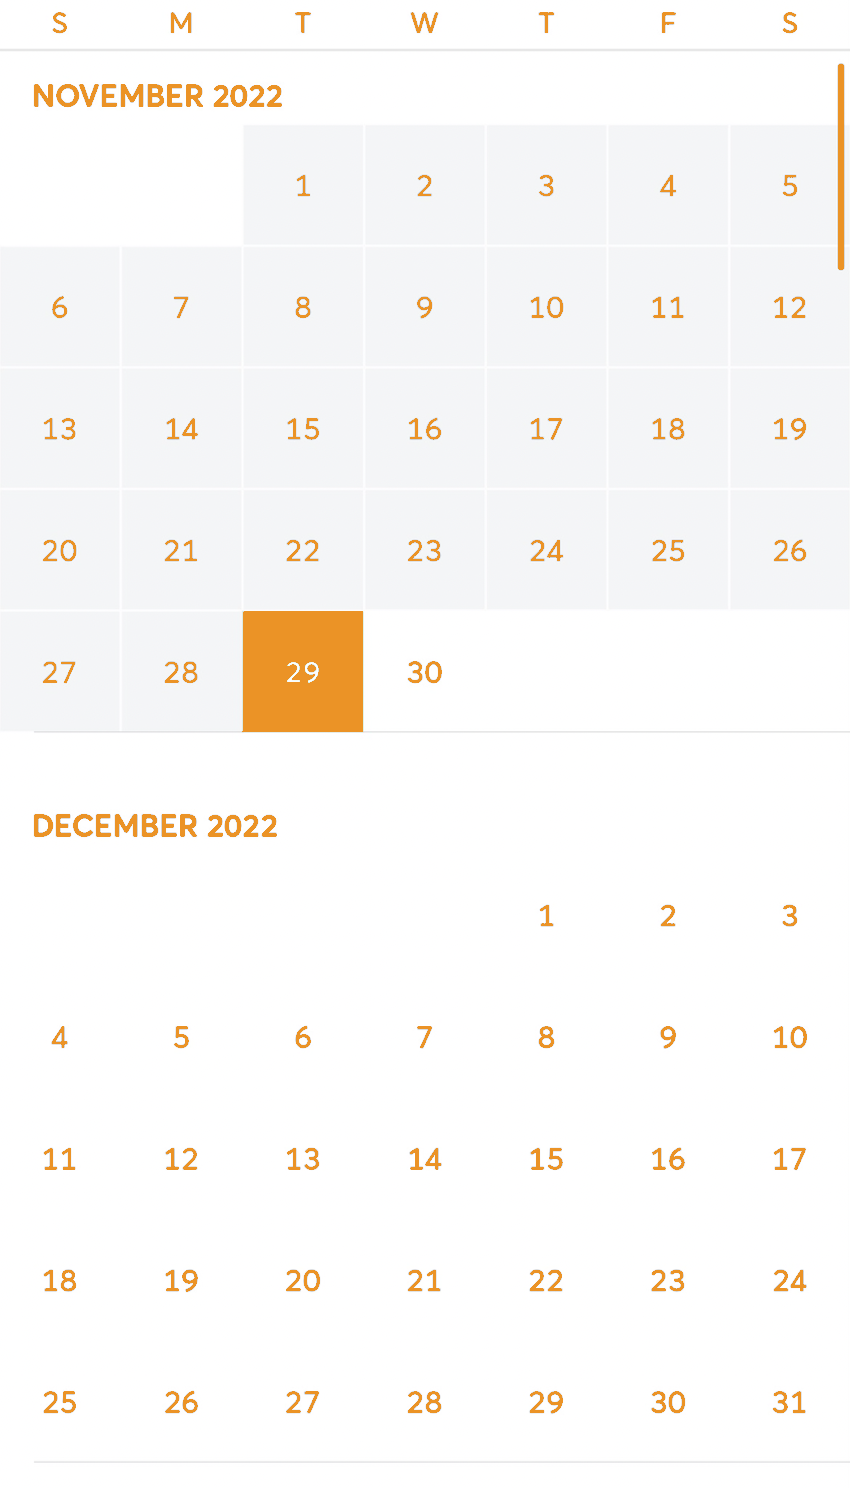 S M T W T F S
NOVEMBER 2022
1 2 3 4 5
6 7 8 9 10 11 12
13 14 15 16 17 18 19
20 21 22 23 24 25 26
27 28 29 30
DECEMBER 2022
1 2 3
4 5 6 7 8 9 10
11 12 13 14 15 16 17
18 19 20 21 22 23 24
25 26 27 28 29 30 31